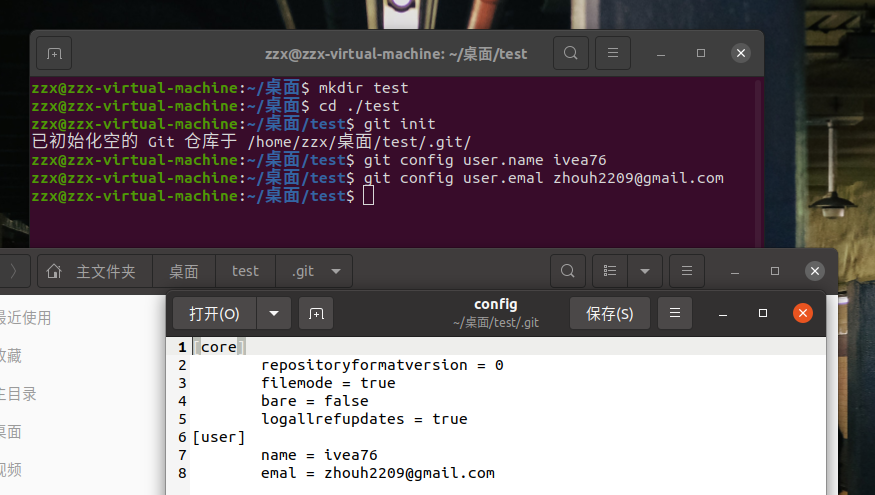 zzx@zzx-virtual-machine: ~/桌面/test
zzx@zzx-virtual-machine:~/桌面$ mkdir test
zzx@zzx-virtual-machine:~/桌面$ cd ./test
zzx@zzx-virtual-machine:~/桌面/test$ git init
已初始化空的 Git 仓库于 /home/zzx/桌面/test/.git/
zzx@zzx-virtual-machine:~/桌面/test$ git config user.name ivea76
zzx@zzx-virtual-machine:~/桌面/test$ git config user.emal zhouh2209@gmail.com
zzx@zzx-virtual-machine:~/桌面/test$
主文件夹 桌面 test .git
最近使用
收藏
主目录
桌面
视频
打开(O) config 保存(S)
~/桌面/test/.git
1 [core]
2 repositoryformatversion = 0
3 filemode = true
4 bare = false
5 logallrefupdates = true
6 [user]
7 name = ivea76
8 emal = zhouh2209@gmail.com